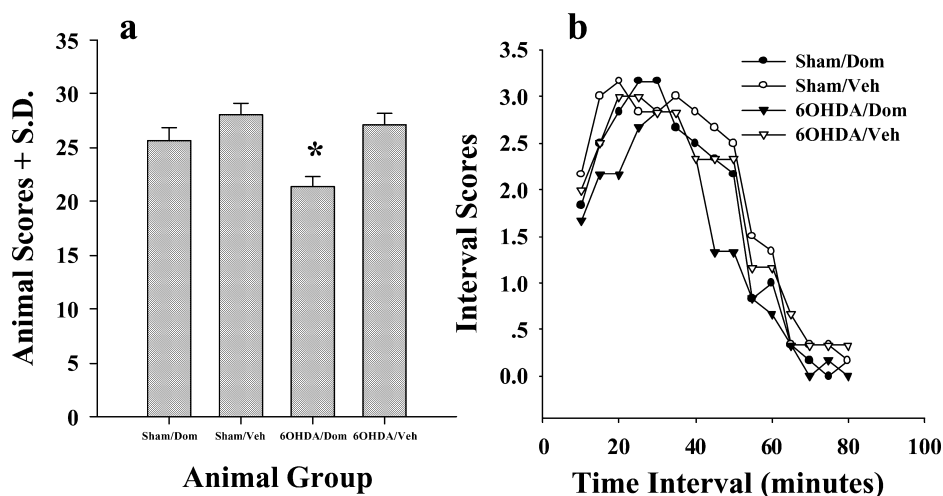 a
Animal Scores + S.D.
35
30
25
20
15
10
5
0
*
Sham/Dom
Sham/Veh
6OHDA/Dom
6OHDA/Veh
Animal Group
b
Interval Scores
3.5
3.0
2.5
2.0
1.5
1.0
.5
0.0
Sham/Dom
Sham/Veh
6OHDA/Dom
6OHDA/Veh
0 20 40 60 80 100
Time Interval (minutes)